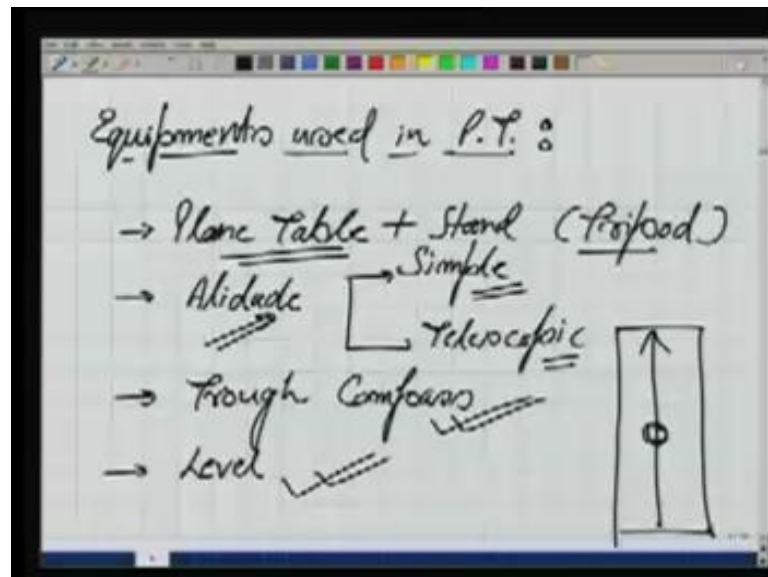 Equipments used in P.T. :
→ Plane Table + Stand (Tripod)
→ Alidade
Simple
Telescopic
→ Trough Compass
→ Level